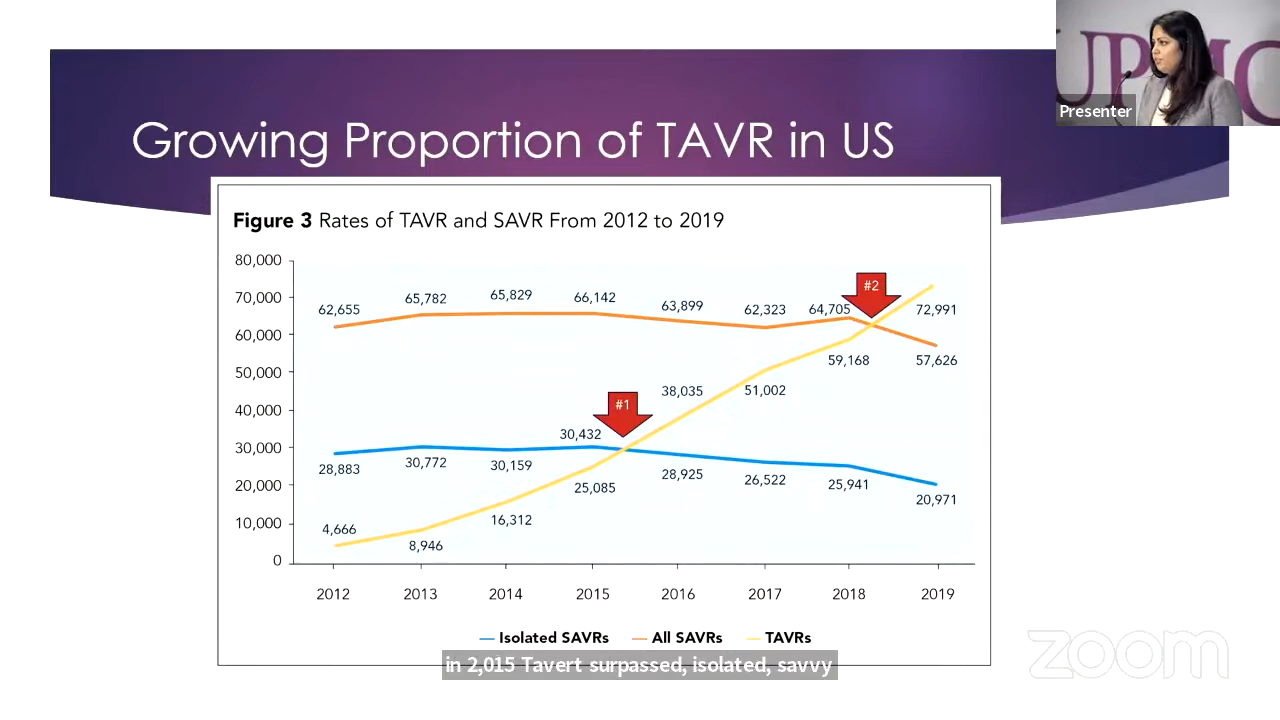 UPMC
Presenter
Growing Proportion of TAVR in US
Figure 3 Rates of TAVR and SAVR From 2012 to 2019
80,000
70,000
60,000
50,000
40,000
30,000
20,000
10,000
0
62,655 65,782 65,829 66,142 63,899 62,323 64,705 57,626
#2
72,991
59,168
51,002
38,035
#1
30,432
28,883 30,772 30,159 28,925 26,522 25,941 20,971
25,085
16,312
4,666
8,946
2012 2013 2014 2015 2016 2017 2018 2019
Isolated SAVRs All SAVRs TAVRs
in 2,015 Tavert surpassed, isolated, savvy
zoom